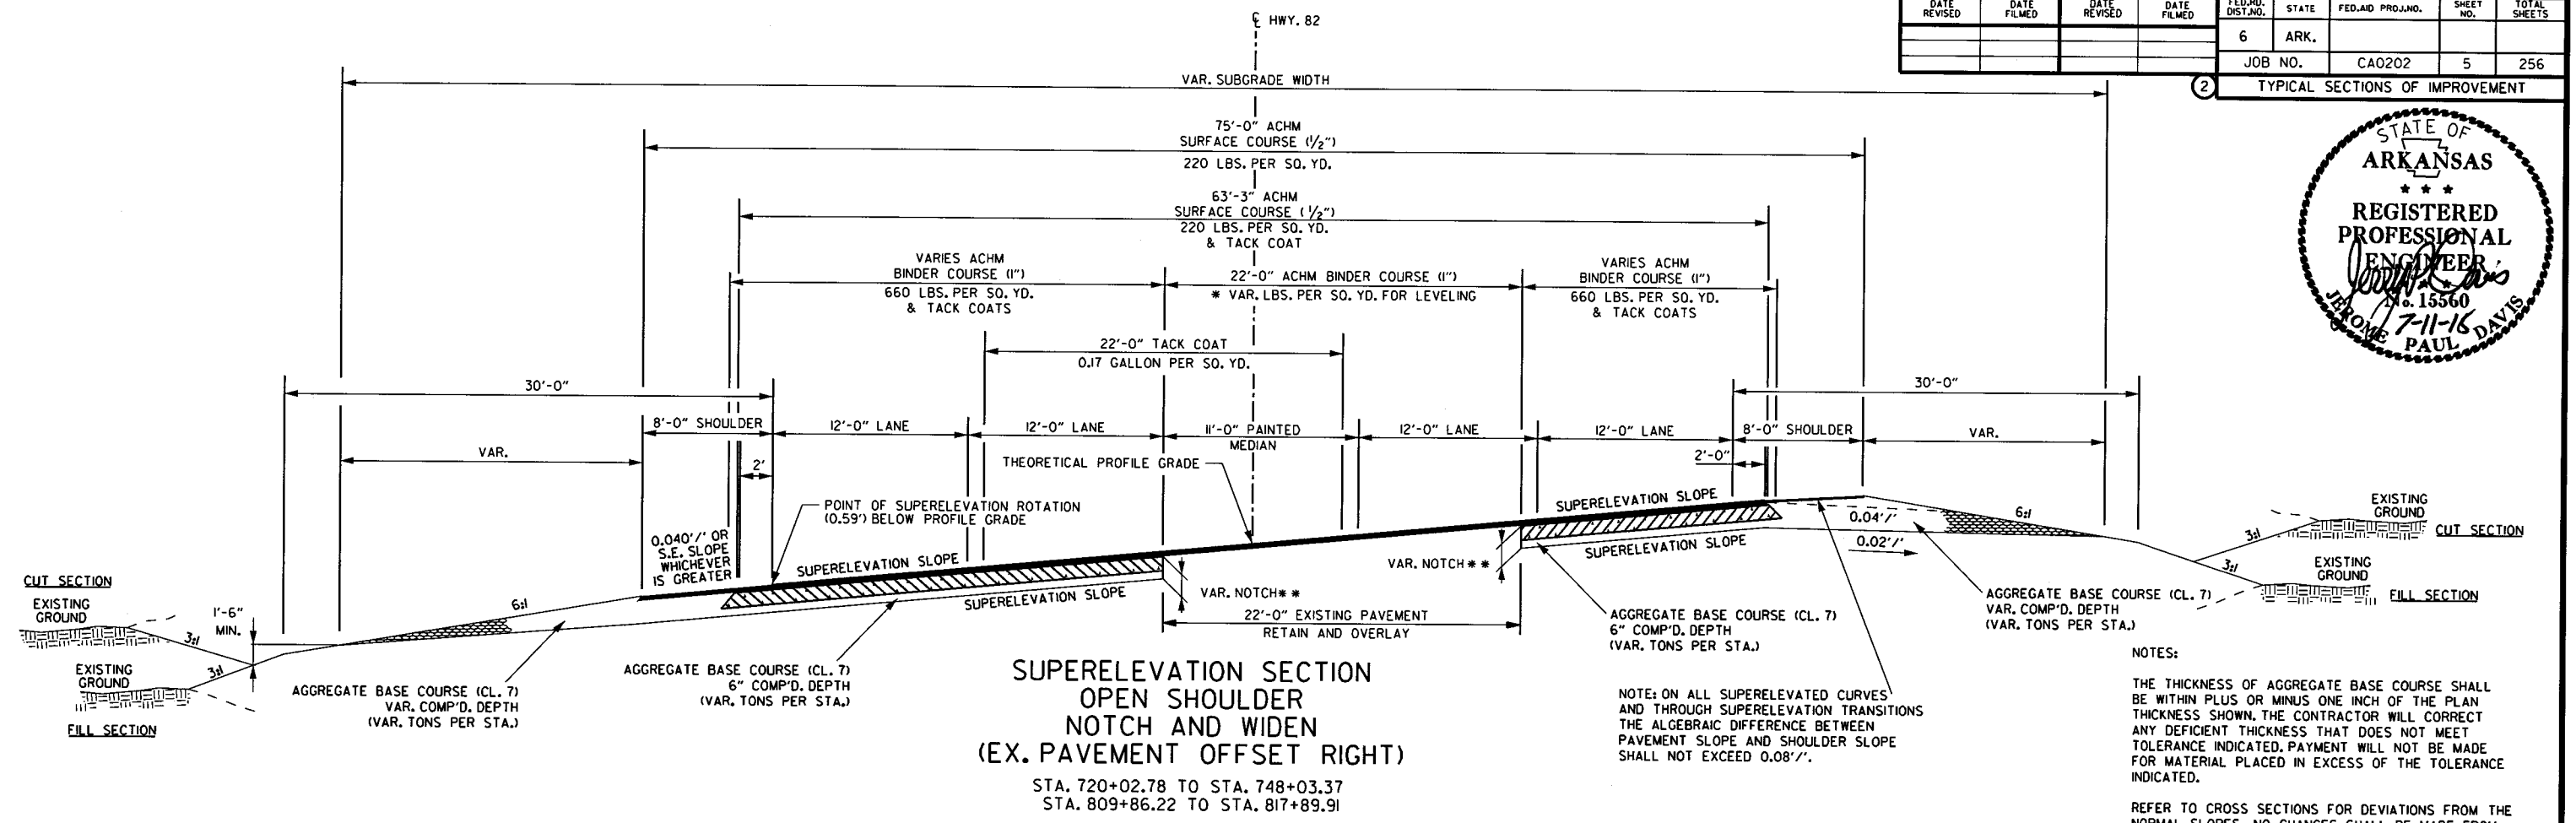 ℄ HWY. 82
DATE REVISED
DATE FILMED
DATE REVISED
DATE FILMED
FED.RD. DIST.NO.
STATE
FED.AID PROJ.NO.
SHEET NO.
TOTAL SHEETS
6
ARK.
JOB NO.
CA0202
5
256
2
TYPICAL SECTIONS OF IMPROVEMENT
STATE OF
ARKANSAS
* * *
REGISTERED
PROFESSIONAL
ENGINEER
No. 15560
7-11-16
JEROME PAUL DAVIS
VAR. SUBGRADE WIDTH
75'-0" ACHM
SURFACE COURSE (1/2")
220 LBS. PER SQ. YD.
63'-3" ACHM
SURFACE COURSE (1/2")
220 LBS. PER SQ. YD.
& TACK COAT
VARIES ACHM
BINDER COURSE (1")
660 LBS. PER SQ. YD.
& TACK COATS
22'-0" ACHM BINDER COURSE (1")
* VAR. LBS. PER SQ. YD. FOR LEVELING
VARIES ACHM
BINDER COURSE (1")
660 LBS. PER SQ. YD.
& TACK COATS
22'-0" TACK COAT
0.17 GALLON PER SQ. YD.
30'-0"
30'-0"
8'-0" SHOULDER
12'-0" LANE
12'-0" LANE
11'-0" PAINTED
MEDIAN
12'-0" LANE
12'-0" LANE
8'-0" SHOULDER
VAR.
VAR.
2'
2'-0"
THEORETICAL PROFILE GRADE
POINT OF SUPERELEVATION ROTATION
(0.59') BELOW PROFILE GRADE
0.040'/' OR
S.E. SLOPE
WHICHEVER
IS GREATER
SUPERELEVATION SLOPE
SUPERELEVATION SLOPE
SUPERELEVATION SLOPE
SUPERELEVATION SLOPE
VAR. NOTCH**
VAR. NOTCH**
22'-0" EXISTING PAVEMENT
RETAIN AND OVERLAY
0.04'/'
0.02'/'
6:1
6:1
CUT SECTION
EXISTING
GROUND
1'-6"
MIN.
3:1
3:1
EXISTING
GROUND
FILL SECTION
EXISTING
GROUND
CUT SECTION
3:1
3:1
EXISTING
GROUND
FILL SECTION
AGGREGATE BASE COURSE (CL. 7)
VAR. COMP'D. DEPTH
(VAR. TONS PER STA.)
AGGREGATE BASE COURSE (CL. 7)
6" COMP'D. DEPTH
(VAR. TONS PER STA.)
AGGREGATE BASE COURSE (CL. 7)
6" COMP'D. DEPTH
(VAR. TONS PER STA.)
AGGREGATE BASE COURSE (CL. 7)
VAR. COMP'D. DEPTH
(VAR. TONS PER STA.)
SUPERELEVATION SECTION
OPEN SHOULDER
NOTCH AND WIDEN
(EX. PAVEMENT OFFSET RIGHT)
STA. 720+02.78 TO STA. 748+03.37
STA. 809+86.22 TO STA. 817+89.91
NOTE: ON ALL SUPERELEVATED CURVES
AND THROUGH SUPERELEVATION TRANSITIONS
THE ALGEBRAIC DIFFERENCE BETWEEN
PAVEMENT SLOPE AND SHOULDER SLOPE
SHALL NOT EXCEED 0.08'/'.
NOTES:
THE THICKNESS OF AGGREGATE BASE COURSE SHALL
BE WITHIN PLUS OR MINUS ONE INCH OF THE PLAN
THICKNESS SHOWN. THE CONTRACTOR WILL CORRECT
ANY DEFICIENT THICKNESS THAT DOES NOT MEET
TOLERANCE INDICATED. PAYMENT WILL NOT BE MADE
FOR MATERIAL PLACED IN EXCESS OF THE TOLERANCE
INDICATED.
REFER TO CROSS SECTIONS FOR DEVIATIONS FROM THE
NORMAL SLOPES. NO CHANGES SHALL BE MADE FROM